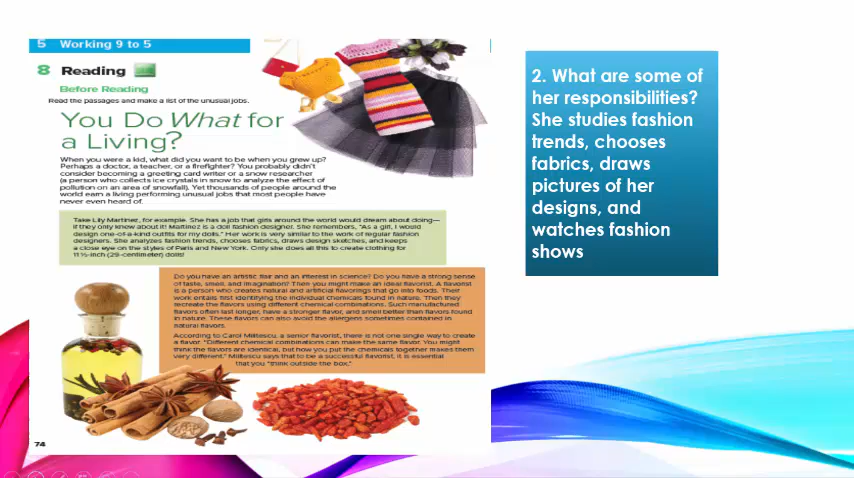 5 Working 9 to 5
8 Reading
Before Reading
Read the passages and make a list of the unusual jobs.
You Do What for
a Living?
When you were a kid, what did you want to be when you grew up?
Perhaps a doctor, a teacher, or a firefighter? You probably didn't
consider becoming a greeting card writer or a snow researcher
(a person who collects ice crystals in snow to analyze the effect of
pollution on an area of snowfall). Yet thousands of people around the
world earn a living performing unusual jobs that most people have
never even heard of.
Take Lily Martinez, for example. She has a job that girls around the world would dream about doing—
if they only knew about it! Martinez is a doll fashion designer. She remembers, "As a girl, I would
design one-of-a-kind outfits for my dolls." Her work is very similar to the work of regular fashion
designers. She analyzes fashion trends, chooses fabrics, draws design sketches, and keeps
a close eye on the styles of Paris and New York. Only she does all this to create clothing for
11½-inch (29-centimeter) dolls!
Do you have an artistic flair and an interest in science? Do you have a strong sense
of taste, smell, and imagination? Then you might make an ideal flavorist. A flavorist
is a person who creates natural and artificial flavorings that go into foods. Their
work entails first identifying the individual chemicals found in nature. Then they
recreate the flavors using different chemical combinations. Such manufactured
flavors often last longer, have a stronger flavor, and smell better than flavors found
in nature. These flavors can also avoid the allergens sometimes contained in
natural flavors.
According to Carol Militescu, a senior flavorist, there is not one single way to create
a flavor. "Different chemical combinations can make the same flavor. You might
think the flavors are identical, but how you put the chemicals together makes them
very different." Militescu says that to be a successful flavorist, it is essential
that you "think outside the box."
74
2. What are some of
her responsibilities?
She studies fashion
trends, chooses
fabrics, draws
pictures of her
designs, and
watches fashion
shows